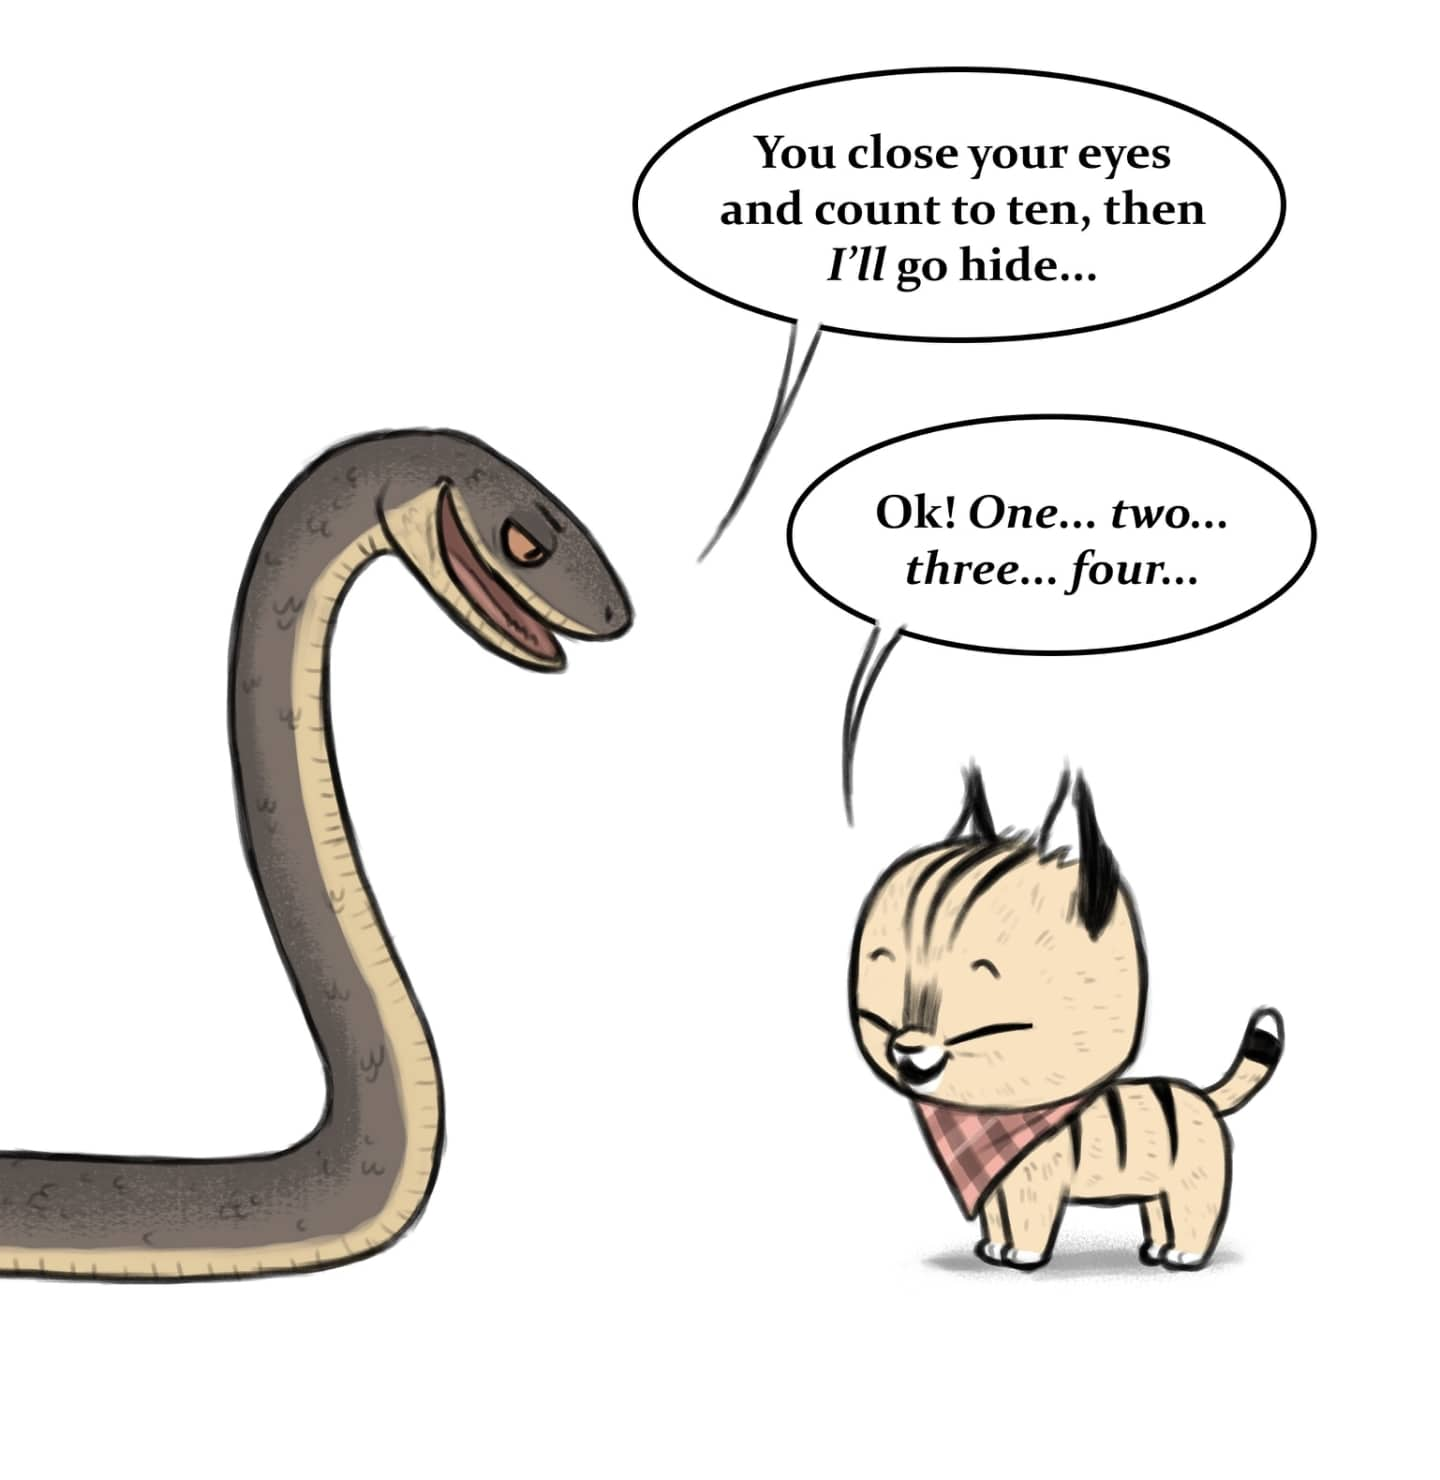 You close your eyes
and count to ten, then
I'll go hide...
Ok! One... two...
three... four...